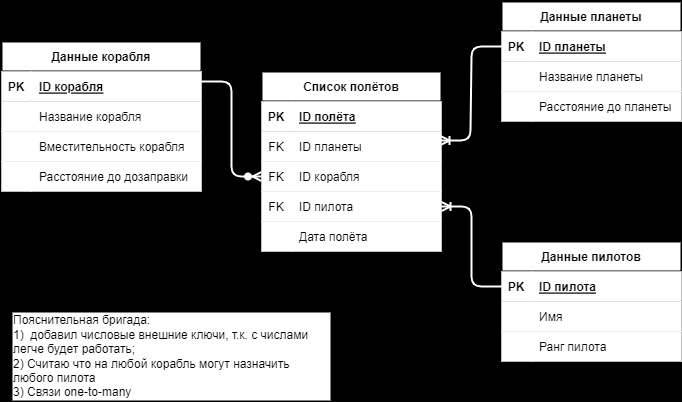 Данные корабля
PK ID корабля
Название корабля
Вместительность корабля
Расстояние до дозаправки
Список полётов
PK ID полёта
FK ID планеты
FK ID корабля
FK ID пилота
Дата полёта
Данные планеты
PK ID планеты
Название планеты
Расстояние до планеты
Данные пилотов
PK ID пилота
Имя
Ранг пилота
Пояснительная бригада:
1) добавил числовые внешние ключи, т.к. с числами
легче будет работать;
2) Считаю что на любой корабль могут назначить
любого пилота
3) Связи one-to-many